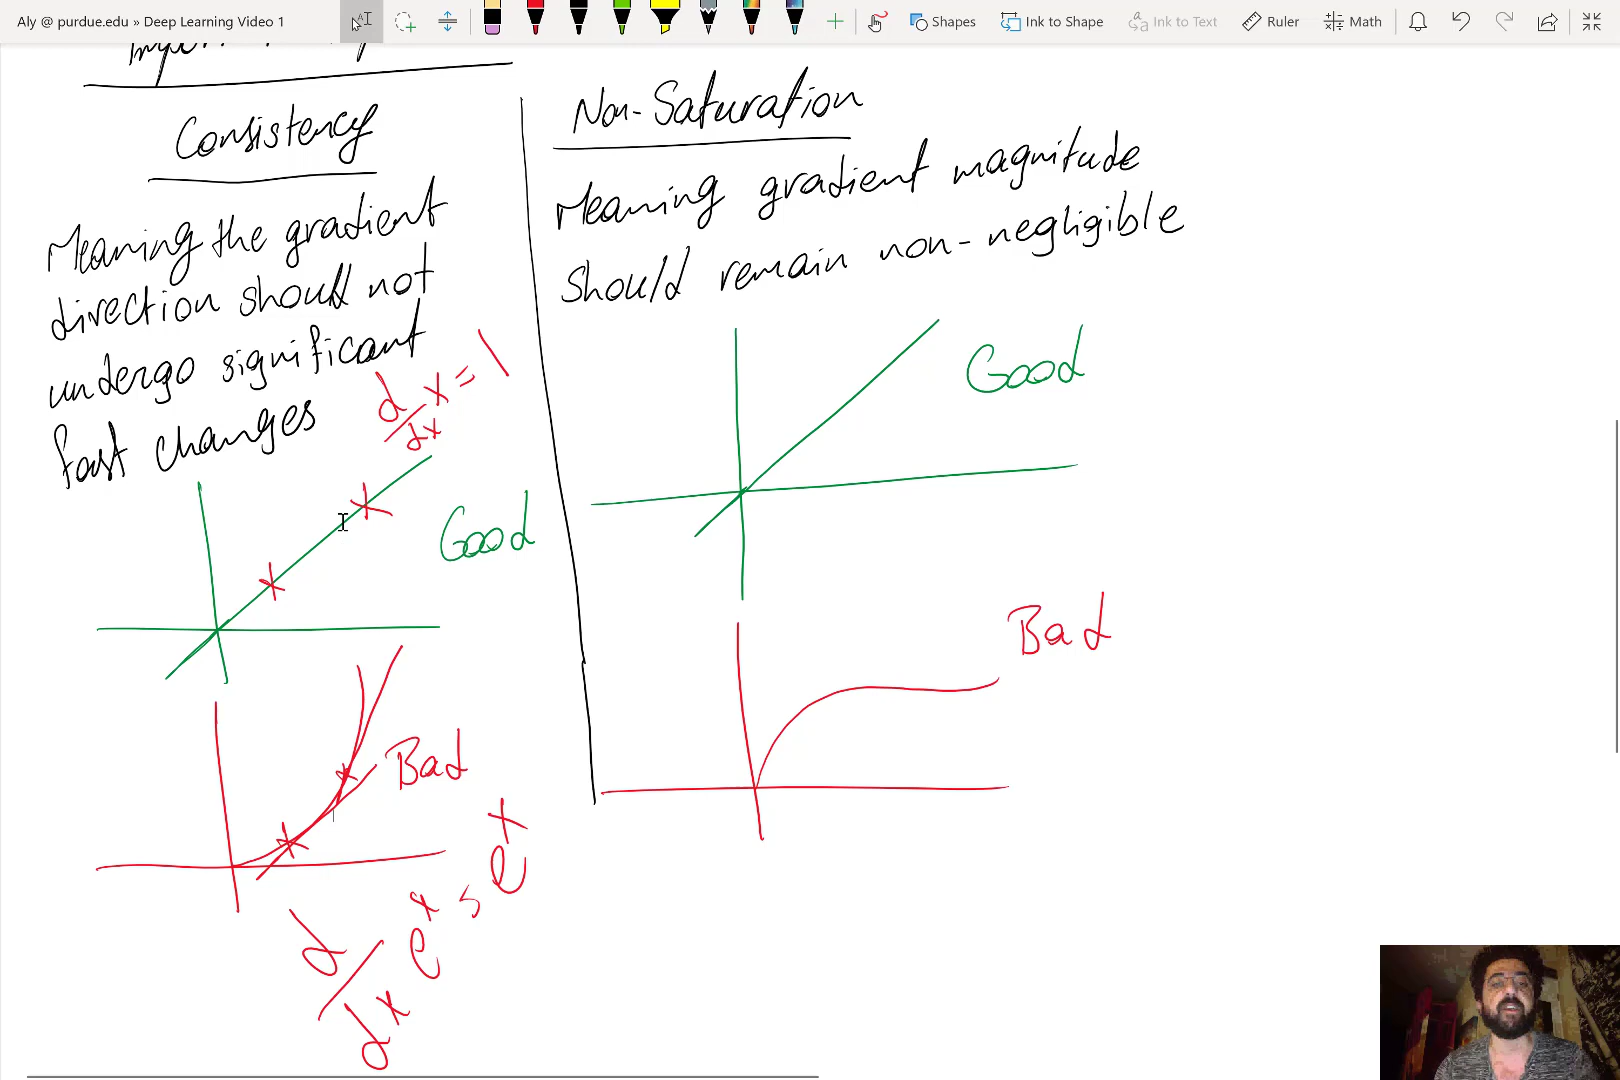 Aly @ purdue.edu » Deep Learning Video 1
Shapes
Ink to Shape
Ink to Text
Ruler
Math
Consistency
Meaning the gradient
direction should not
undergo significant
fast changes
d/dx x = 1
Good
Bad
d/dx e^x = e^x
Non-Saturation
Meaning gradient magnitude
should remain non-negligible
Good
Bad